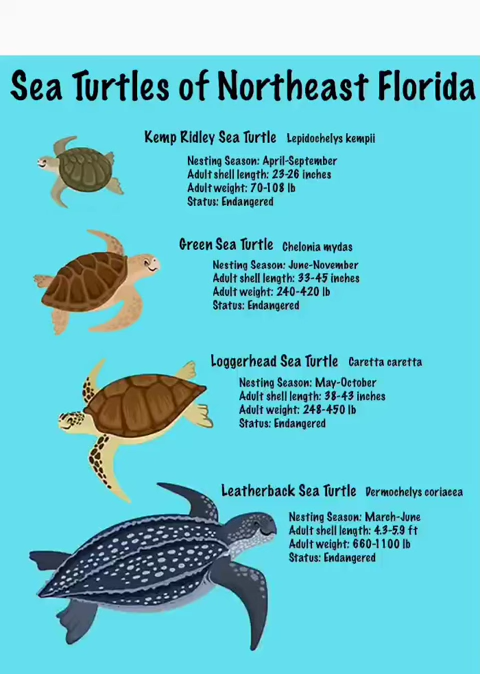 Sea Turtles of Northeast Florida
Kemp Ridley Sea Turtle Lepidochelys kempii
Nesting Season: April-September
Adult shell length: 23-26 inches
Adult weight: 70-108 lb
Status: Endangered
Green Sea Turtle Chelonia mydas
Nesting Season: June-November
Adult shell length: 33-45 inches
Adult weight: 240-420 lb
Status: Endangered
Loggerhead Sea Turtle Caretta caretta
Nesting Season: May-October
Adult shell length: 38-43 inches
Adult weight: 248-450 lb
Status: Endangered
Leatherback Sea Turtle Dermochelys coriacea
Nesting Season: March-June
Adult shell length: 4.3-5.9 ft
Adult weight: 660-1100 lb
Status: Endangered